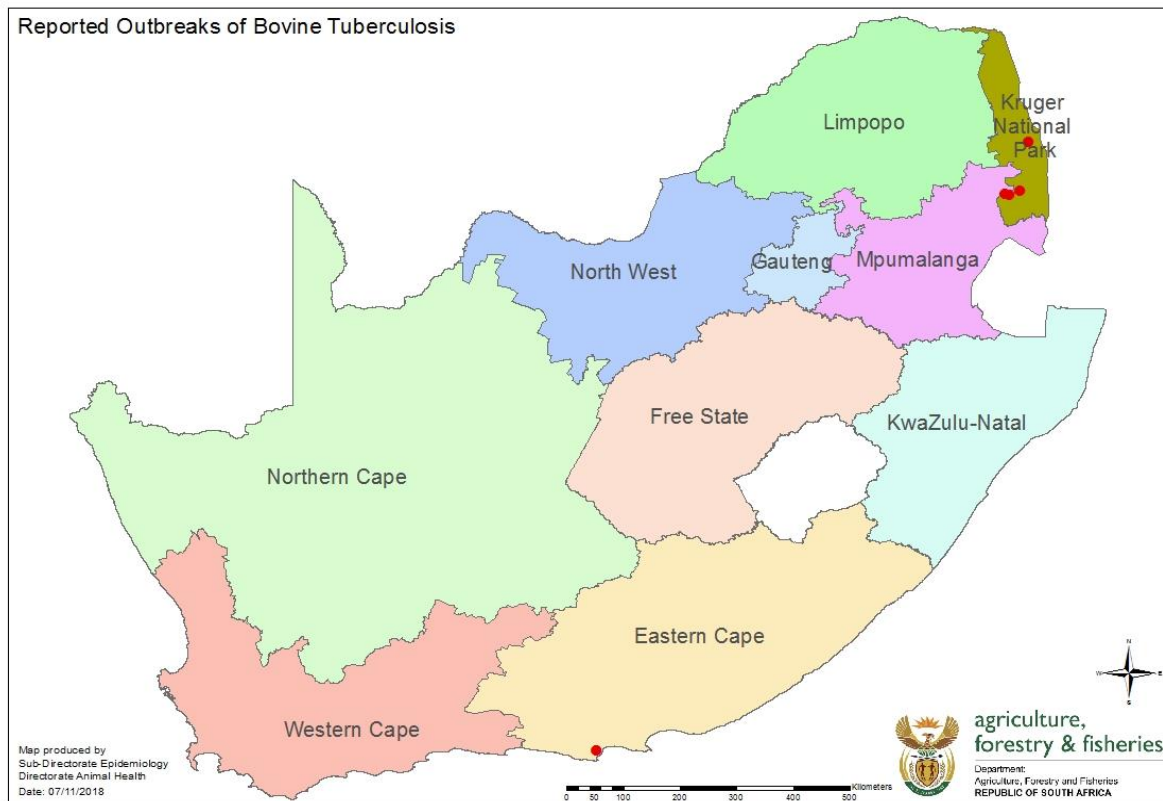 Reported Outbreaks of Bovine Tuberculosis
Limpopo
Kruger
National
Park
North West
Gauteng
Mpumalanga
Free State
KwaZulu-Natal
Northern Cape
Eastern Cape
Western Cape
N
W
E
S
Map produced by
Sub-Directorate Epidemiology
Directorate Animal Health
Date: 07/11/2018
Kilometers
0 50 100 200 300 400 500
agriculture,
forestry & fisheries
Department:
Agriculture, Forestry and Fisheries
REPUBLIC OF SOUTH AFRICA